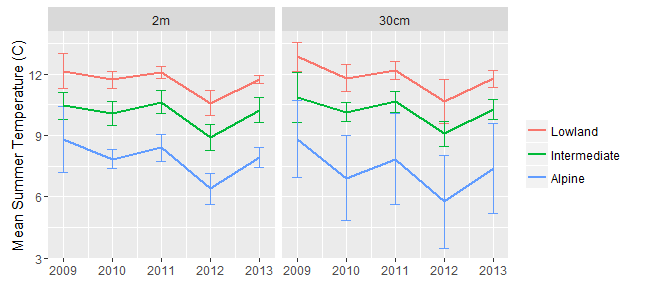 2m 30cm
Mean Summer Temperature (C)
12
9
6
3
2009 2010 2011 2012 2013 2009 2010 2011 2012 2013
Lowland
Intermediate
Alpine